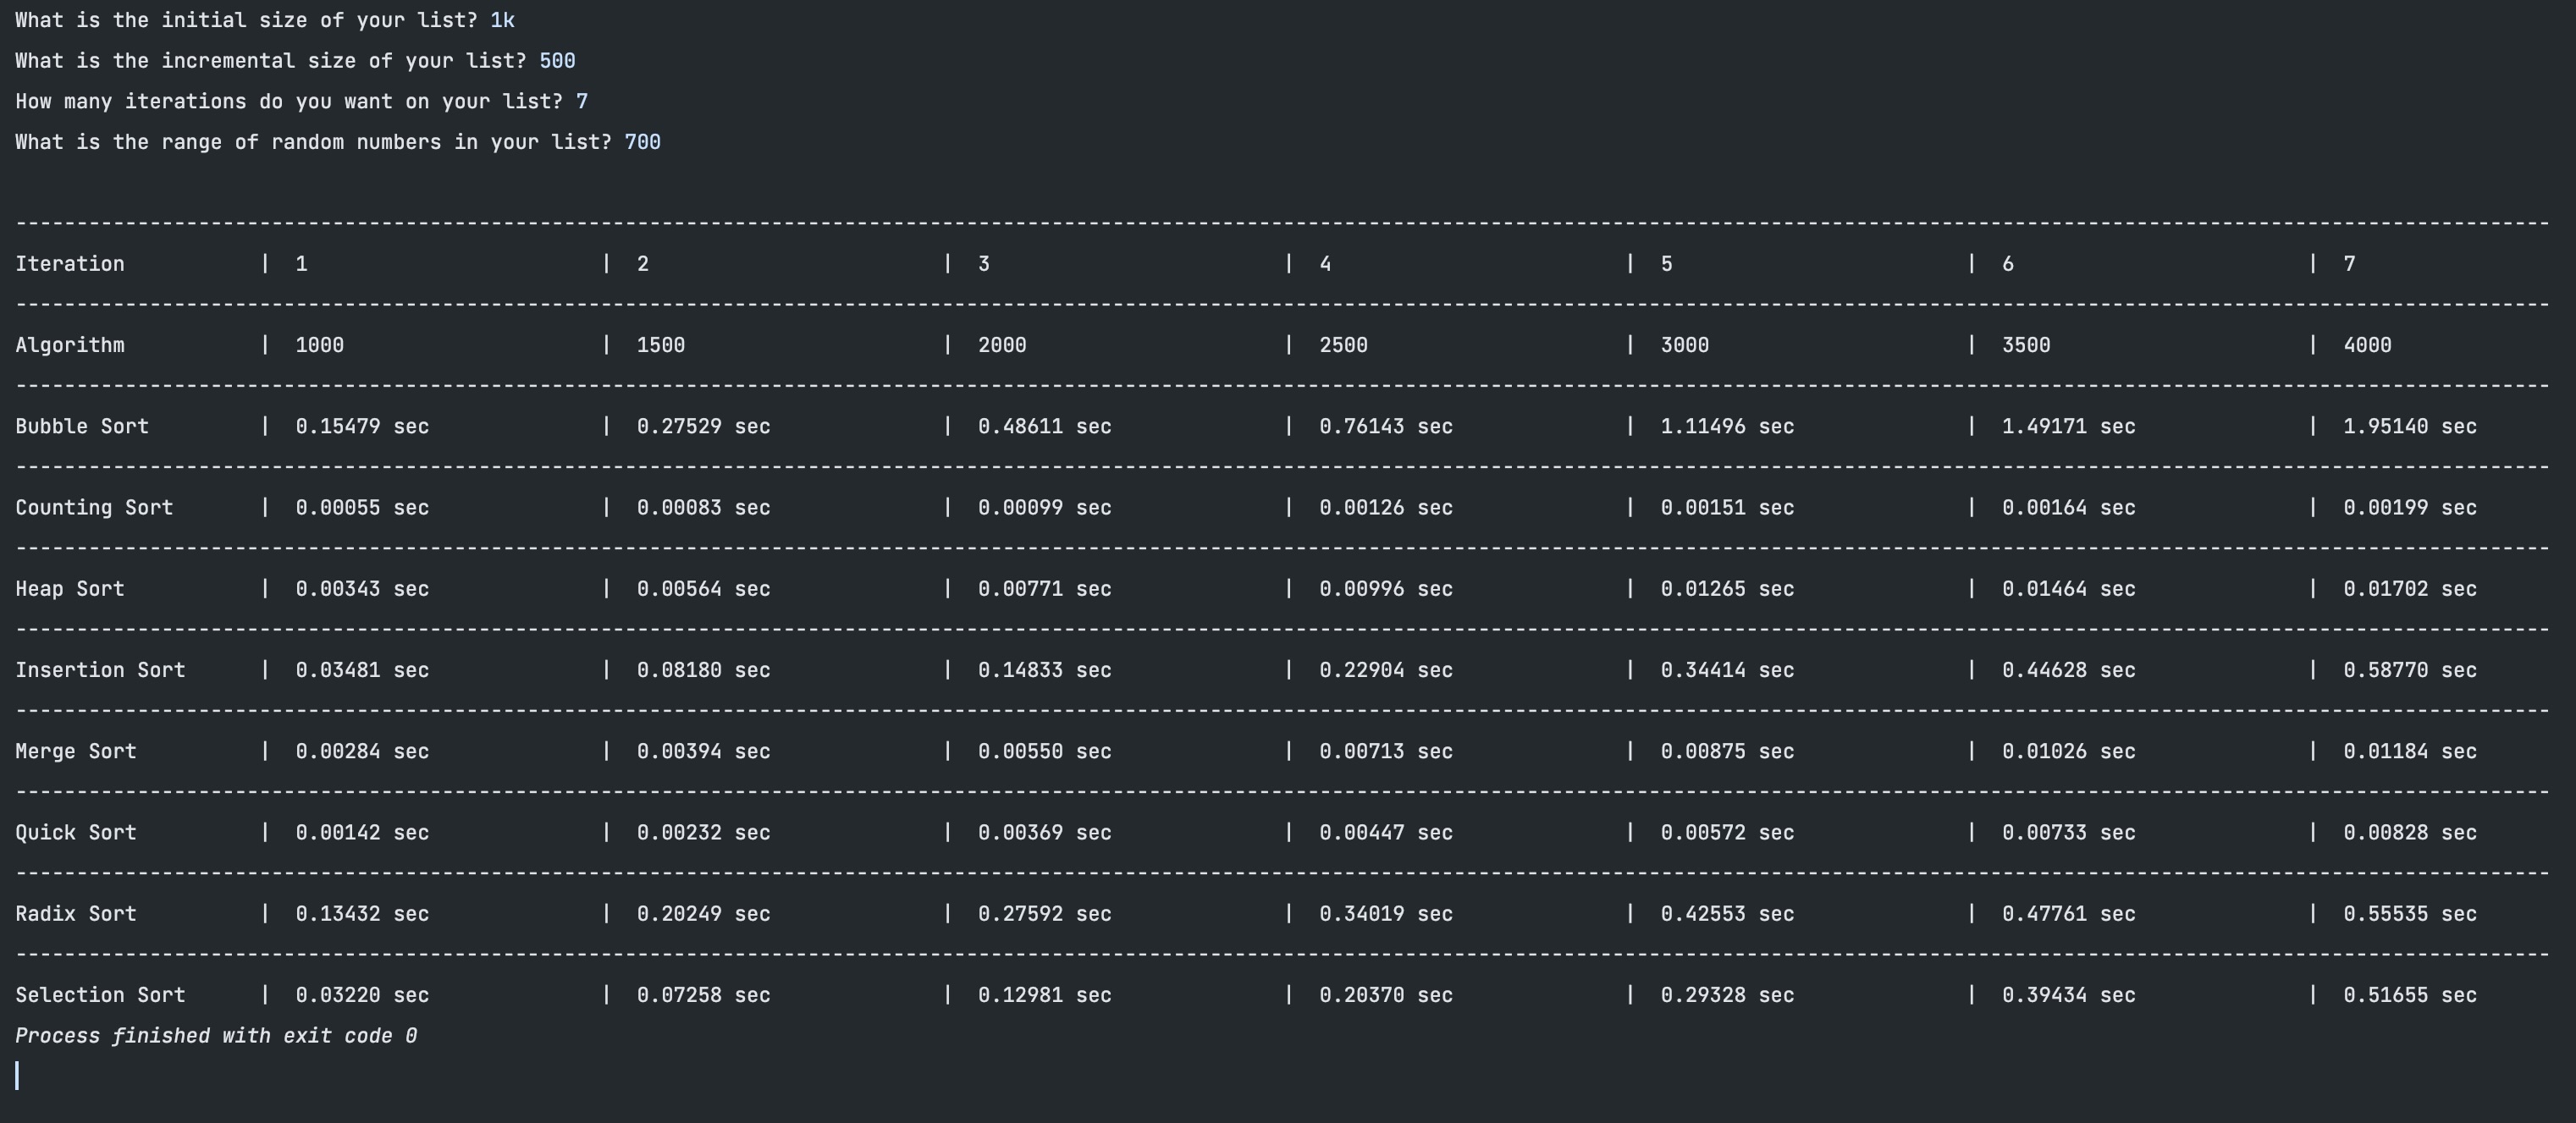 What is the initial size of your list? 1k
What is the incremental size of your list? 500
How many iterations do you want on your list? 7
What is the range of random numbers in your list? 700
Iteration | 1 | 2 | 3 | 4 | 5 | 6 | 7
Algorithm | 1000 | 1500 | 2000 | 2500 | 3000 | 3500 | 4000
Bubble Sort | 0.15479 sec | 0.27529 sec | 0.48611 sec | 0.76143 sec | 1.11496 sec | 1.49171 sec | 1.95140 sec
Counting Sort | 0.00055 sec | 0.00083 sec | 0.00099 sec | 0.00126 sec | 0.00151 sec | 0.00164 sec | 0.00199 sec
Heap Sort | 0.00343 sec | 0.00564 sec | 0.00771 sec | 0.00996 sec | 0.01265 sec | 0.01464 sec | 0.01702 sec
Insertion Sort | 0.03481 sec | 0.08180 sec | 0.14833 sec | 0.22904 sec | 0.34414 sec | 0.44628 sec | 0.58770 sec
Merge Sort | 0.00284 sec | 0.00394 sec | 0.00550 sec | 0.00713 sec | 0.00875 sec | 0.01026 sec | 0.01184 sec
Quick Sort | 0.00142 sec | 0.00232 sec | 0.00369 sec | 0.00447 sec | 0.00572 sec | 0.00733 sec | 0.00828 sec
Radix Sort | 0.13432 sec | 0.20249 sec | 0.27592 sec | 0.34019 sec | 0.42553 sec | 0.47761 sec | 0.55535 sec
Selection Sort | 0.03220 sec | 0.07258 sec | 0.12981 sec | 0.20370 sec | 0.29328 sec | 0.39434 sec | 0.51655 sec
Process finished with exit code 0